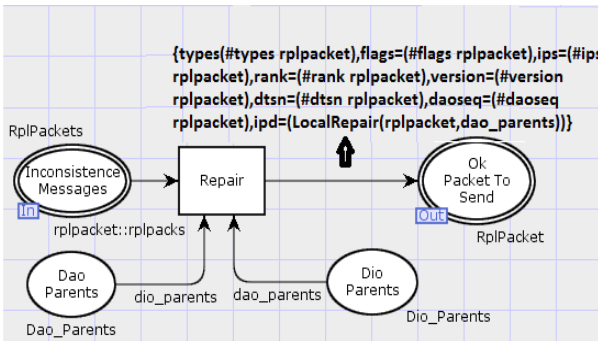 {types(#types rplpacket),flags=(#flags rplpacket),ips=(#ips
rplpacket),rank=(#rank rplpacket),version=(#version
rplpacket),dtsn=(#dtsn rplpacket),daoseq=(#daoseq
rplpacket),ipd=(LocalRepair(rplpacket,dao_parents))}
RplPackets
Inconsistence
Messages
In
rplpacket::rplpacks
Repair
Ok
Packet To
Send
Out
RplPacket
Dao
Parents
Dao_Parents
dio_parents
dao_parents
Dio
Parents
Dio_Parents